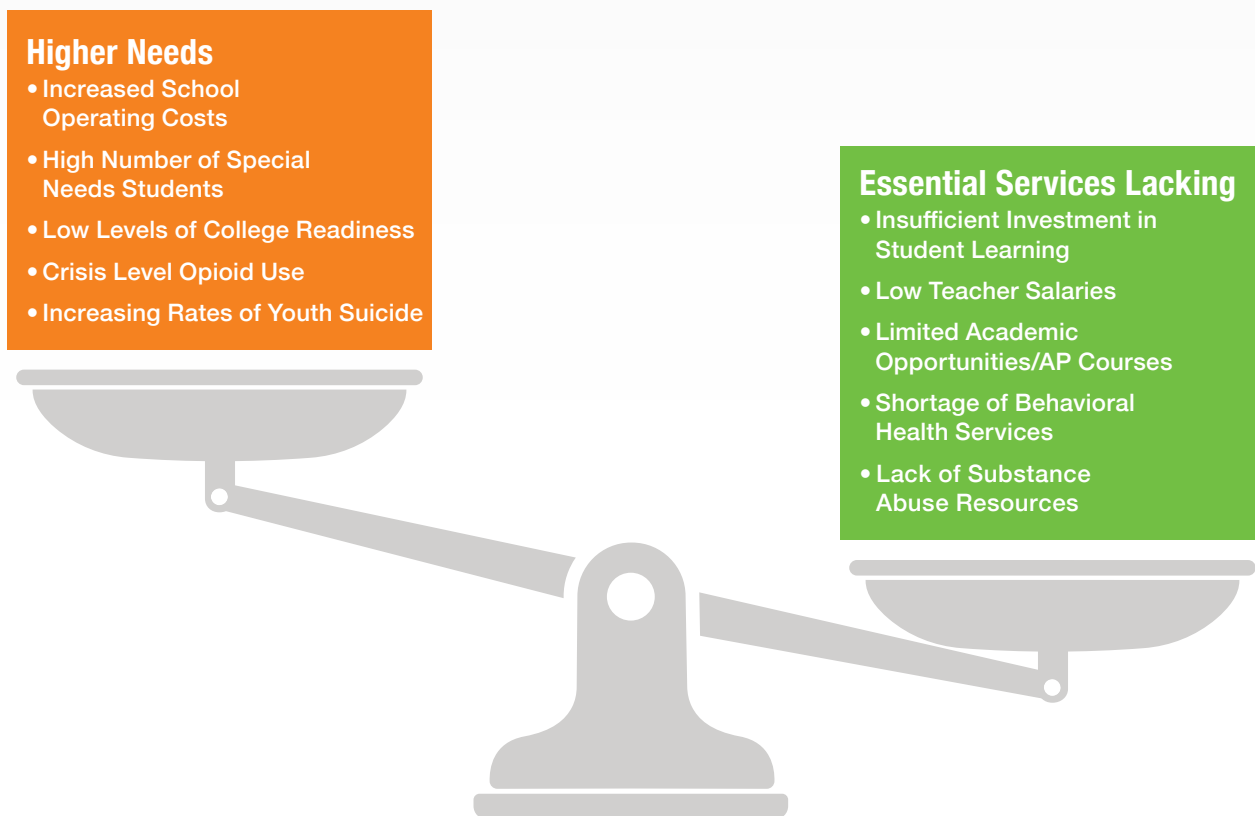 Higher Needs
• Increased School
Operating Costs
• High Number of Special
Needs Students
• Low Levels of College Readiness
• Crisis Level Opioid Use
• Increasing Rates of Youth Suicide
Essential Services Lacking
• Insufficient Investment in
Student Learning
• Low Teacher Salaries
• Limited Academic
Opportunities/AP Courses
• Shortage of Behavioral
Health Services
• Lack of Substance
Abuse Resources